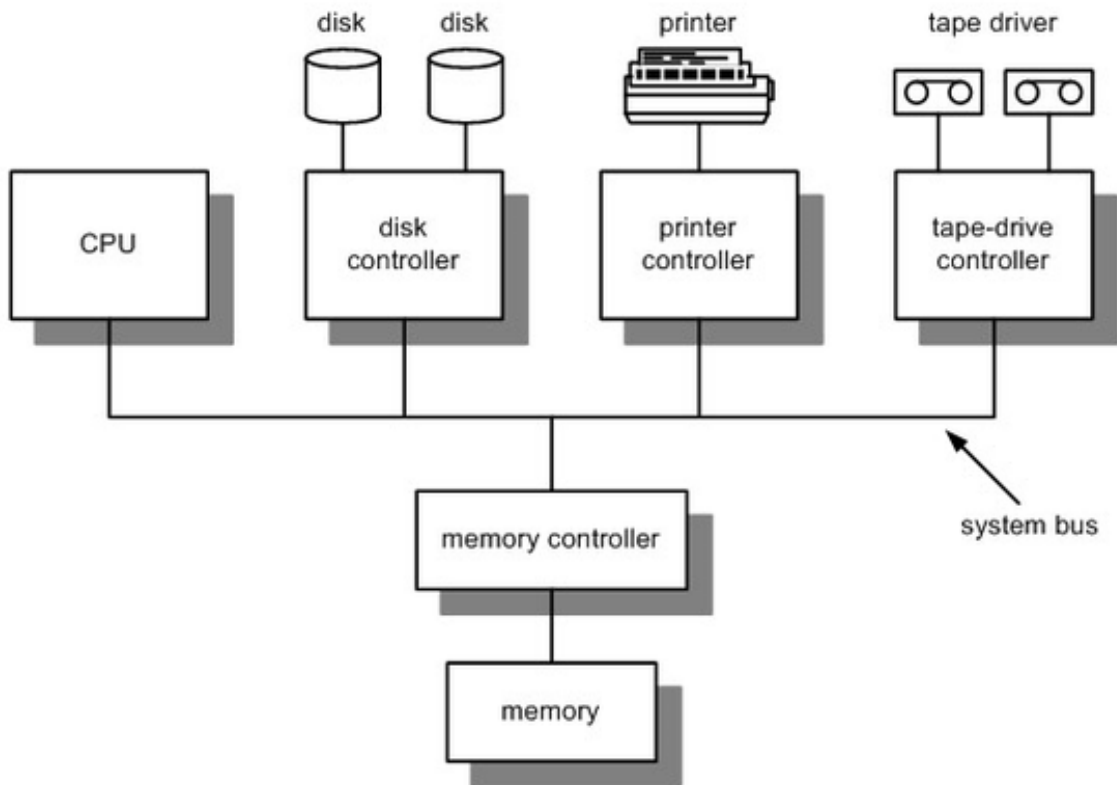 disk
disk
printer
tape driver
CPU
disk
controller
printer
controller
tape-drive
controller
system bus
memory controller
memory